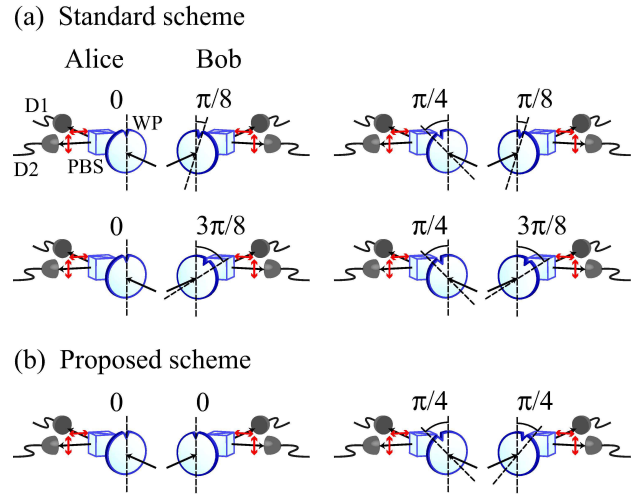 (a) Standard scheme
Alice Bob
0 π/8 π/4 π/8
D1 WP
D2 PBS
0 3π/8 π/4 3π/8
(b) Proposed scheme
0 0 π/4 π/4